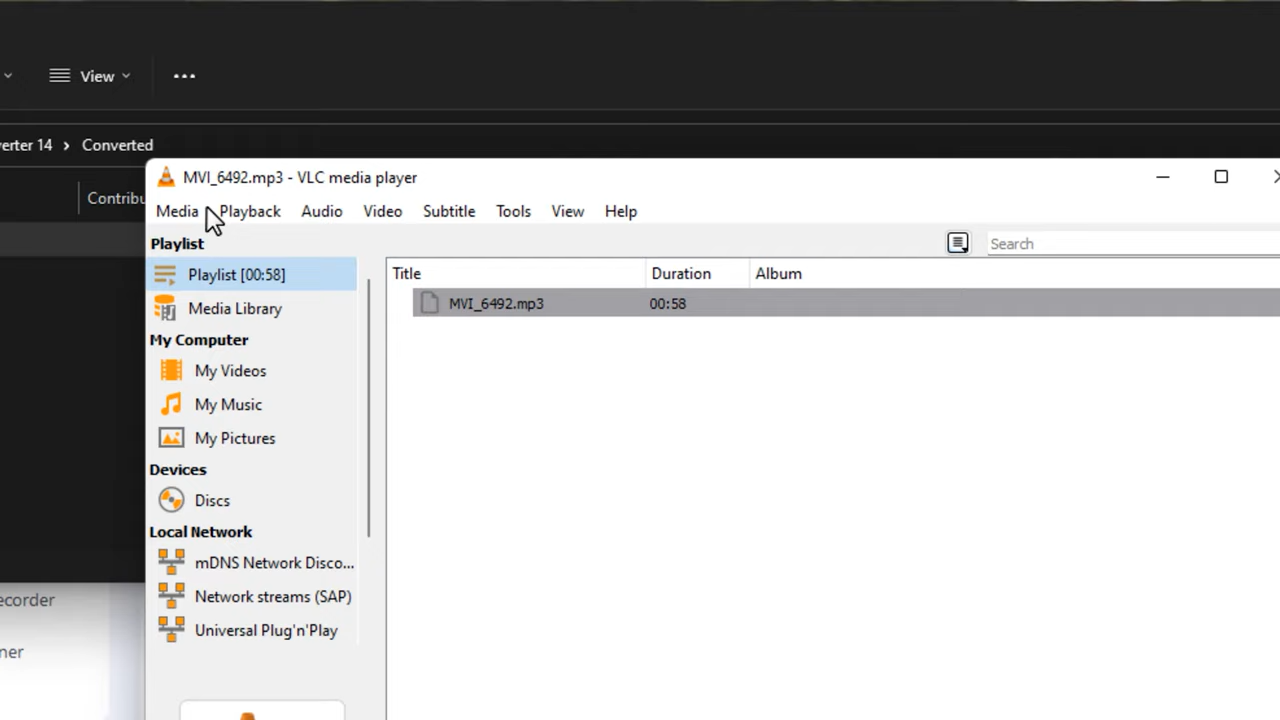 View
erter 14 > Converted
Contribu
MVI_6492.mp3 - VLC media player
Media Playback Audio Video Subtitle Tools View Help
Playlist
Search
Playlist [00:58]
Title Duration Album
MVI_6492.mp3 00:58
Media Library
My Computer
My Videos
My Music
My Pictures
Devices
Discs
Local Network
mDNS Network Disco...
Network streams (SAP)
Universal Plug'n'Play
ecorder
ner